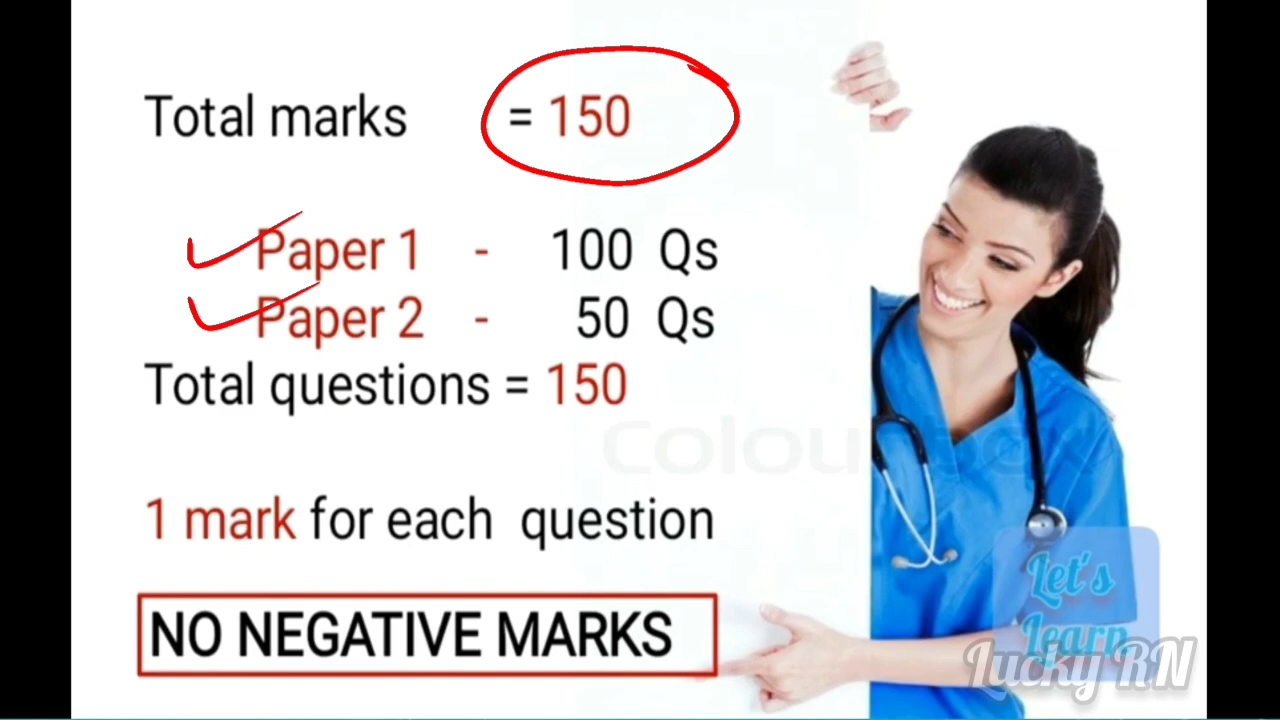 Total marks = 150
Paper 1 - 100 Qs
Paper 2 - 50 Qs
Total questions = 150
1 mark for each question
NO NEGATIVE MARKS
Let's
Learn
Lucky RN